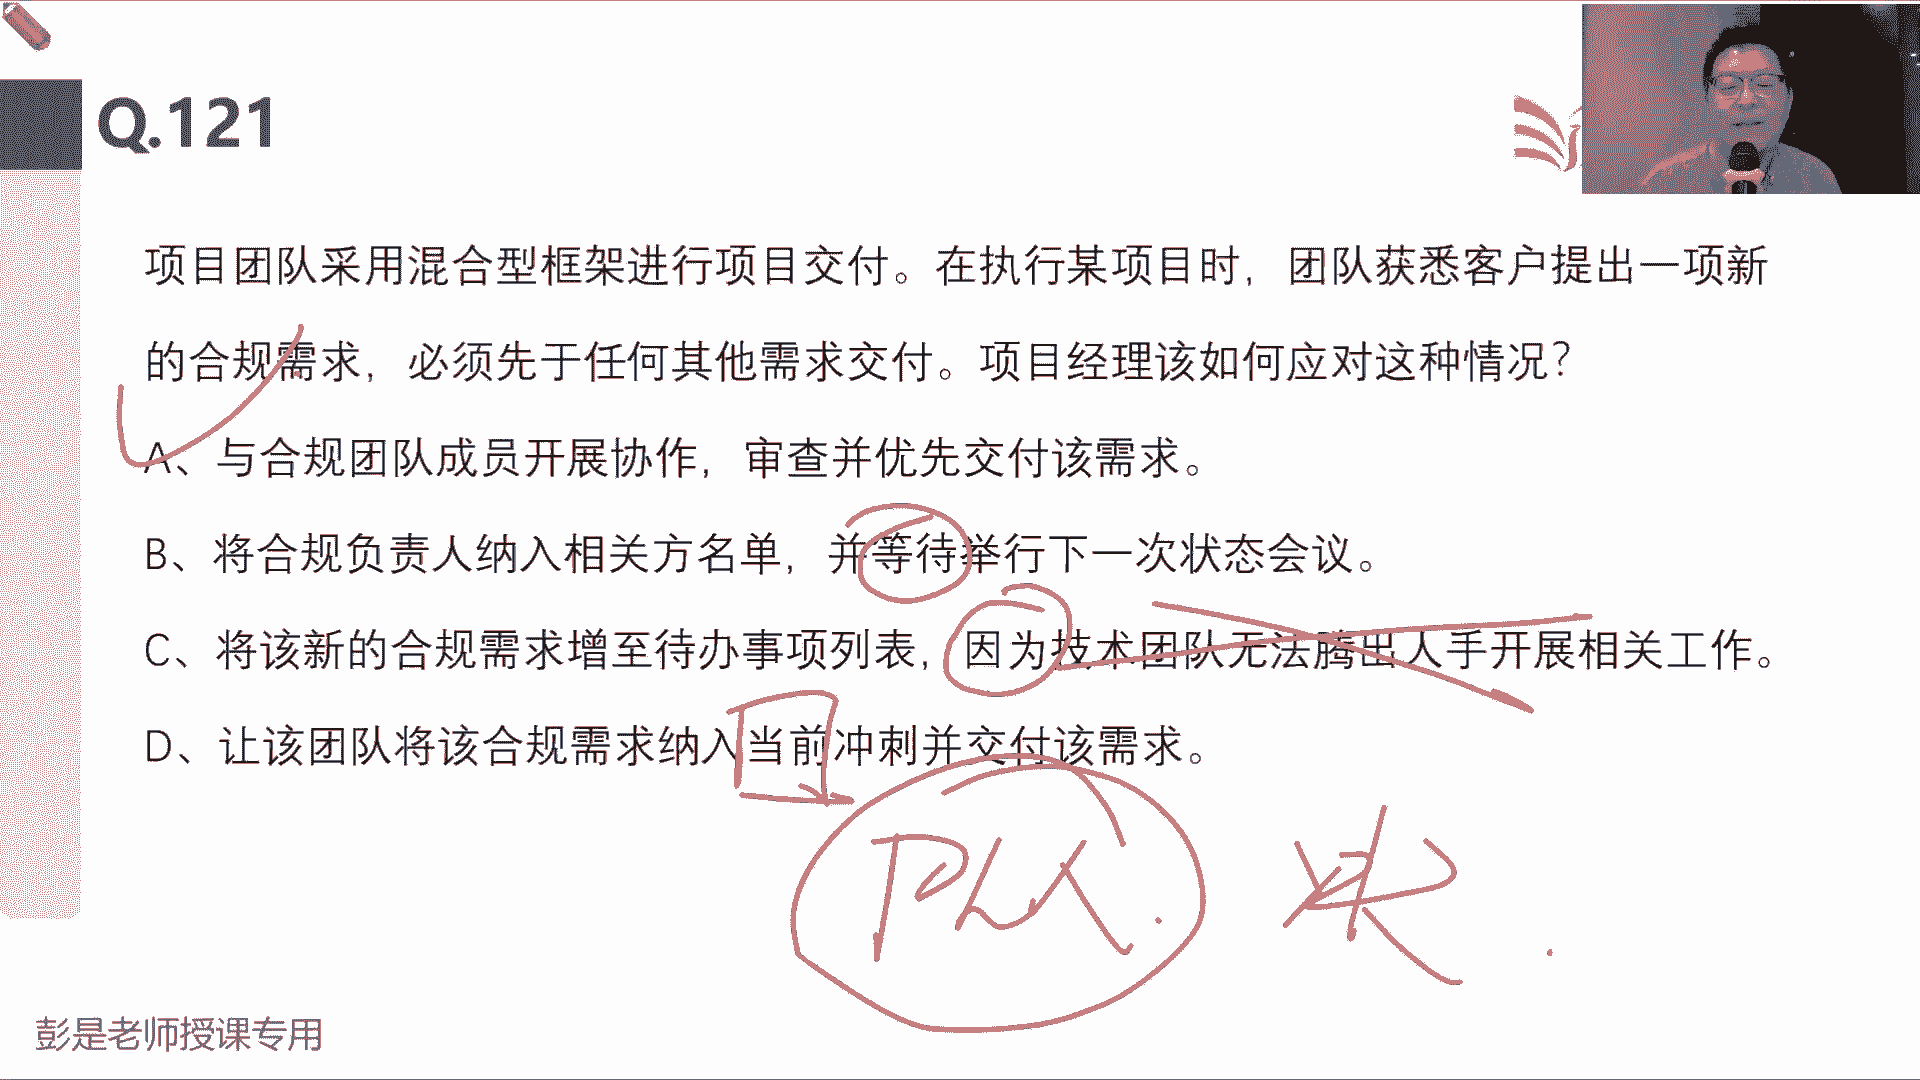 Q.121
项目团队采用混合型框架进行项目交付。在执行某项目时，团队获悉客户提出一项新
的合规需求，必须先于任何其他需求交付。项目经理该如何应对这种情况？
A、与合规团队成员开展协作，审查并优先交付该需求。
B、将合规负责人纳入相关方名单，并等待举行下一次状态会议。
C、将该新的合规需求增至待办事项列表，因为技术团队无法腾出人手开展相关工作。
D、让该团队将该合规需求纳入当前冲刺并交付该需求。
彭是老师授课专用